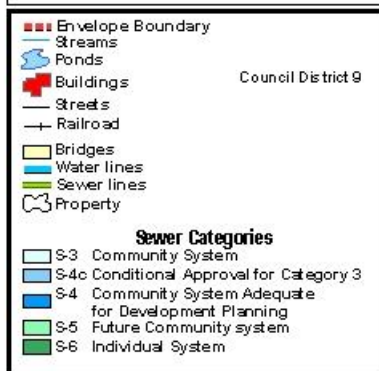 Envelope Boundary
Streams
Ponds
Buildings
Council District 9
Streets
Railroad
Bridges
Water lines
Sewer lines
Property
Sewer Categories
S-3 Community System
S-4c Conditional Approval for Category 3
S-4 Community System Adequate
for Development Planning
S-5 Future Community system
S-6 Individual System